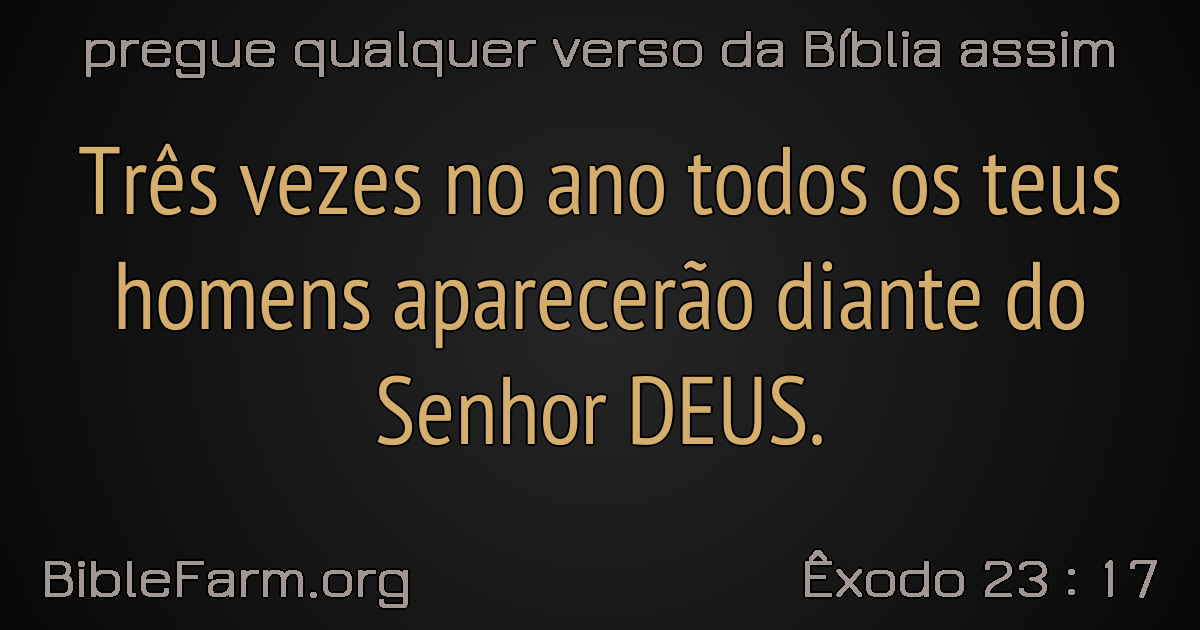 pregue qualquer verso da Bíblia assim
Três vezes no ano todos os teus
homens aparecerão diante do
Senhor DEUS.
BibleFarm.org
Êxodo 23 : 17